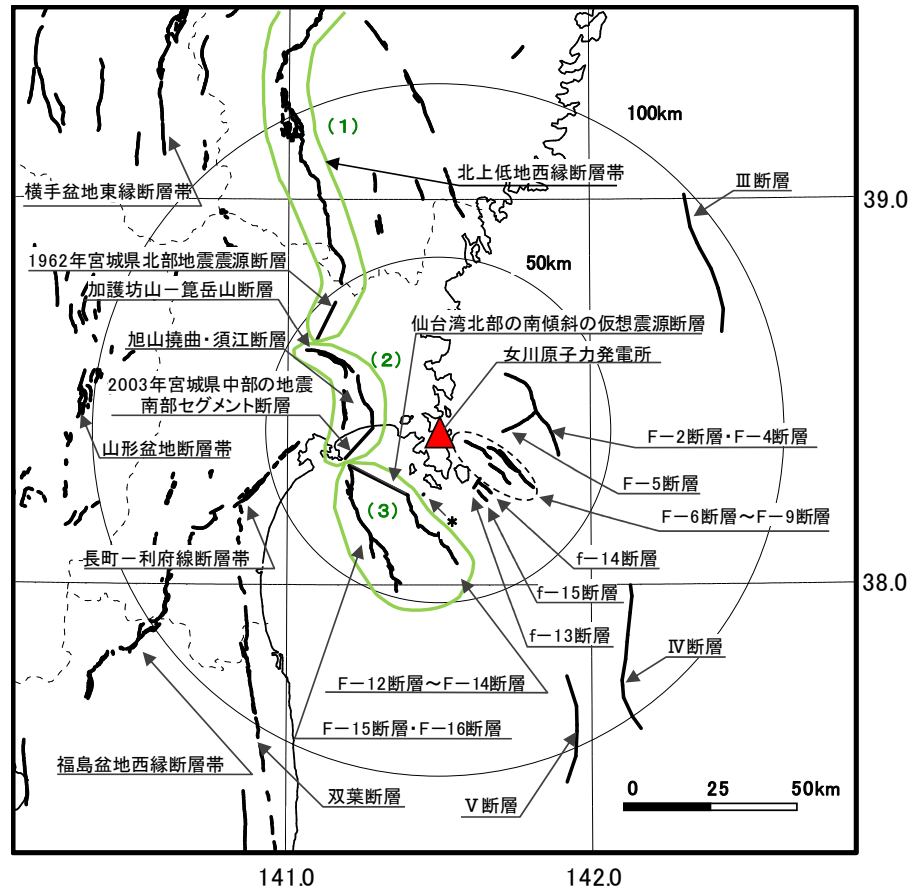 100km
(1)
北上低地西縁断層帯
Ⅲ断層
横手盆地東縁断層帯
39.0
1962年宮城県北部地震震源断層
50km
加護坊山－箟岳山断層
仙台湾北部の南傾斜の仮想震源断層
旭山撓曲・須江断層
(2)
女川原子力発電所
2003年宮城県中部の地震
南部セグメント断層
山形盆地断層帯
F－2断層・F－4断層
F－5断層
(3)
*
F－6断層～F－9断層
長町－利府線断層帯
f－14断層
38.0
f－15断層
f－13断層
Ⅳ断層
F－12断層～F－14断層
F－15断層・F－16断層
福島盆地西縁断層帯
双葉断層
Ⅴ断層
0 25 50km
141.0 142.0